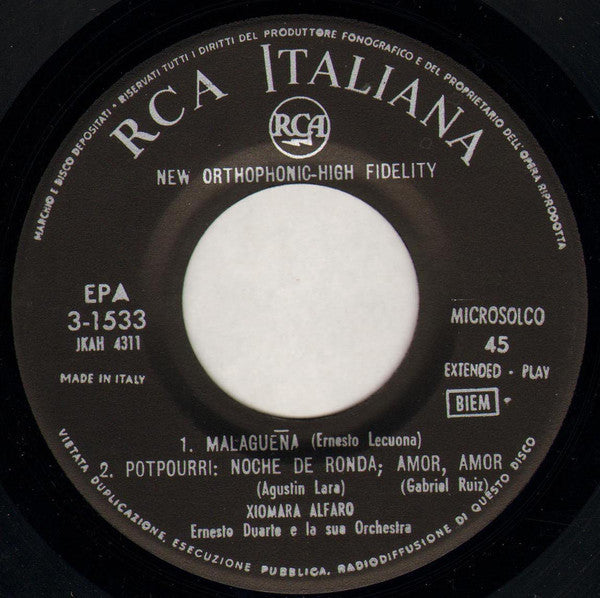 MARCHIO E DISCO DEPOSITATI - RISERVATI TUTTI I DIRITTI DEL PRODUTTORE FONOGRAFICO E DEL PROPRIETARIO DELL'OPERA RIPRODOTTA
RCA ITALIANA
RCA
NEW ORTHOPHONIC-HIGH FIDELITY
EPA
3-1533
JKAH 4311
MADE IN ITALY
MICROSOLCO
45
EXTENDED - PLAY
BIEM
1. MALAGUEÑA (Ernesto Lecuona)
2. POTPOURRI: NOCHE DE RONDA; AMOR, AMOR
(Agustin Lara) (Gabriel Ruiz)
XIOMARA ALFARO
Ernesto Duarte e la sua Orchestra
VIETATA DUPLICAZIONE, ESECUZIONE PUBBLICA, RADIODIFFUSIONE DI QUESTO DISCO